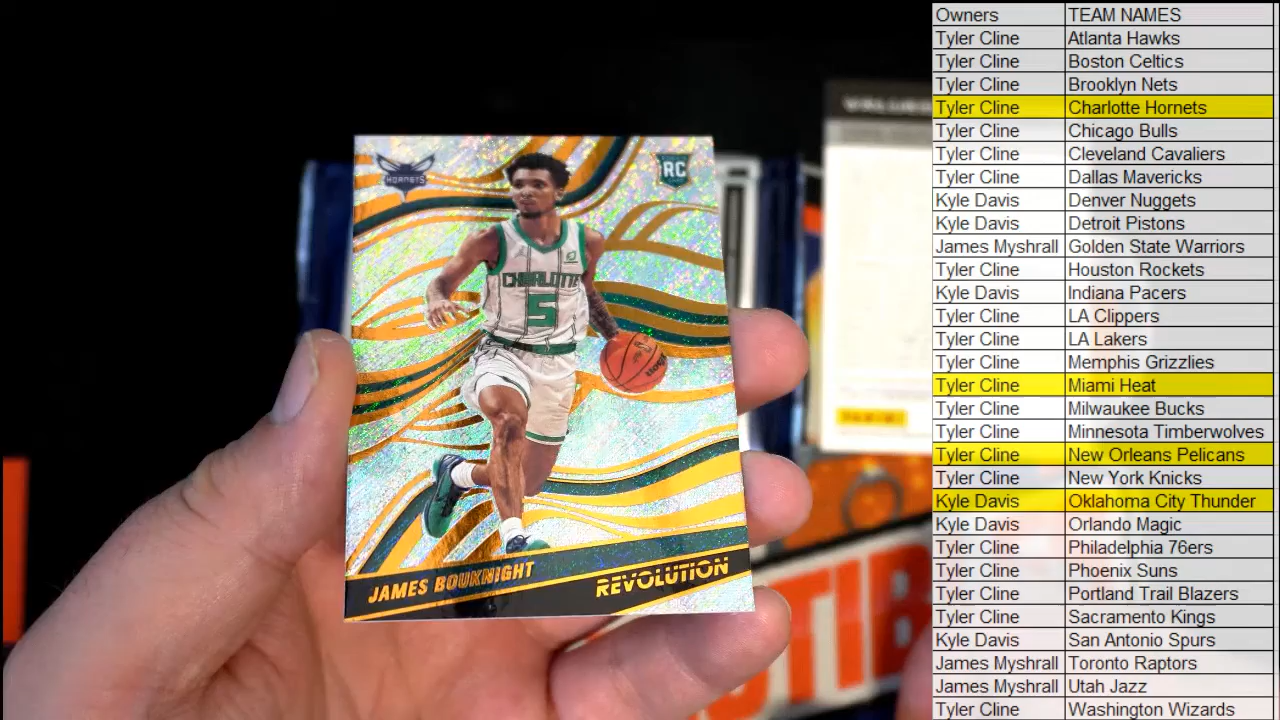 HORNETS
RC
CHARLOTTE
5
JAMES BOUKNIGHT
REVOLUTION
PANINI
Owners TEAM NAMES
Tyler Cline Atlanta Hawks
Tyler Cline Boston Celtics
Tyler Cline Brooklyn Nets
Tyler Cline Charlotte Hornets
Tyler Cline Chicago Bulls
Tyler Cline Cleveland Cavaliers
Tyler Cline Dallas Mavericks
Kyle Davis Denver Nuggets
Kyle Davis Detroit Pistons
James Myshrall Golden State Warriors
Tyler Cline Houston Rockets
Kyle Davis Indiana Pacers
Tyler Cline LA Clippers
Tyler Cline LA Lakers
Tyler Cline Memphis Grizzlies
Tyler Cline Miami Heat
Tyler Cline Milwaukee Bucks
Tyler Cline Minnesota Timberwolves
Tyler Cline New Orleans Pelicans
Tyler Cline New York Knicks
Kyle Davis Oklahoma City Thunder
Kyle Davis Orlando Magic
Tyler Cline Philadelphia 76ers
Tyler Cline Phoenix Suns
Tyler Cline Portland Trail Blazers
Tyler Cline Sacramento Kings
Kyle Davis San Antonio Spurs
James Myshrall Toronto Raptors
James Myshrall Utah Jazz
Tyler Cline Washington Wizards